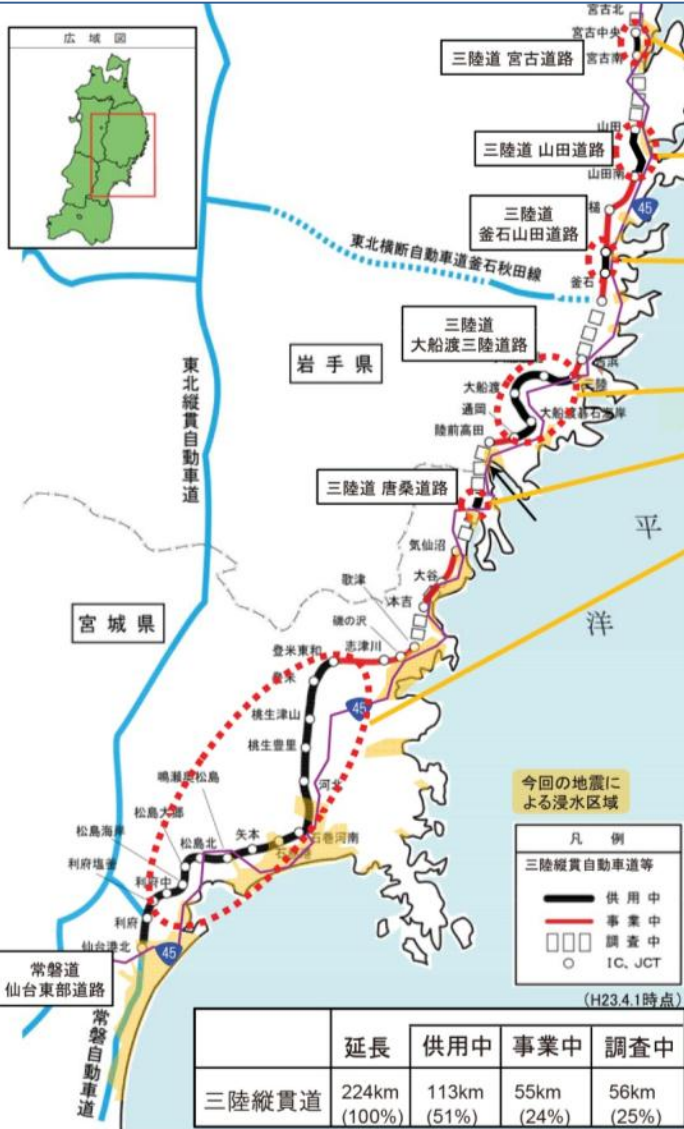 広域図
宮古北
宮古中央
宮古南
三陸道 宮古道路
山田
三陸道 山田道路
山田南
三陸道
釜石山田道路
45
東北横断自動車道釜石秋田線
釜石
三陸道
大船渡三陸道路
岩手県
大船渡
三陸
通岡
大船渡碁石海岸
陸前高田
東北縦貫自動車道
三陸道 唐桑道路
平
洋
気仙沼
歌津
大谷
本吉
磯の沢
宮城県
志津川
登米東和
登米
45
桃生津山
桃生豊里
鳴瀬奥松島
河北
松島大郷
松島海岸
松島北
矢本
石巻河南
利府塩釜
利府中
利府
仙台港北
45
常磐道
仙台東部道路
常磐自動車道
今回の地震に
よる浸水区域
凡例
三陸縦貫自動車道等
供用中
事業中
調査中
IC、JCT
(H23.4.1時点)
延長 供用中 事業中 調査中
三陸縦貫道 224km 113km 55km 56km
(100%) (51%) (24%) (25%)